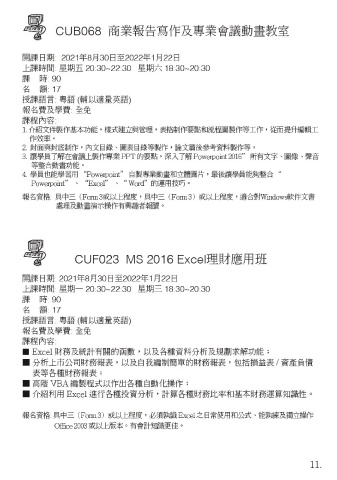 CUB068 商業報告寫作及專業會議動畫教室
開課日期: 2021年8月30日至2022年1月22日
上課時間: 星期五 20:30~22:30 星期六 18:30~20:30
課 時: 90
名 額: 17
授課語言: 粵語 (輔以適量英語)
報名費及學費: 全免
課程內容:
1. 介紹文件製作基本功能，樣式建立與管理，表格制作要點和流程圖製作等工作，從而提升編輯工
作效率。
2. 封面與封底制作，內文目錄、圖表目錄等製作，論文篇後參考資料製作等。
3. 讓學員了解在會議上製作專業 PPT 的要點，深入了解 Powerpoint 2016” 所有文字、圖像、聲音
等整合動畫功能。
4. 學員也能學習用 “Powerpoint” 自製專業動畫和立體圖片，最後讓學員能夠整合 “
Powerpoint” 、“Excel” 、“ Word”的運用技巧。
報名資格: 具中三（Form 3)或以上程度，具中三（Form 3）或以上程度，適合對Windows軟件文書
處理及動畫演示操作有興趣者報讀。
CUF023 MS 2016 Excel理財應用班
開課日期: 2021年8月30日至2022年1月22日
上課時間: 星期一 20:30~22:30 星期三 18:30~20:30
課 時: 90
名 額: 17
授課語言: 粵語 (輔以適量英語)
報名費及學費: 全免
課程內容:
■ Excel 財務及統計有關的函數，以及各種資料分析及規劃求解功能；
■ 分析上市公司財務報表，以及自我編制簡單的財務報表，包括損益表 / 資產負債
表等各種財務報表。
■ 高階 VBA 編製程式以作出各種自動化操作；
■ 介紹利用 Excel 進行各種投資分析，計算各種財務比率和基本財務運算知識性。
報名資格: 具中三（Form 3）或以上程度，必須熟識 Excel 之日常使用和公式、能夠練及獨立操作
Office 2003 或以上版本。有會計知識更佳。
11.